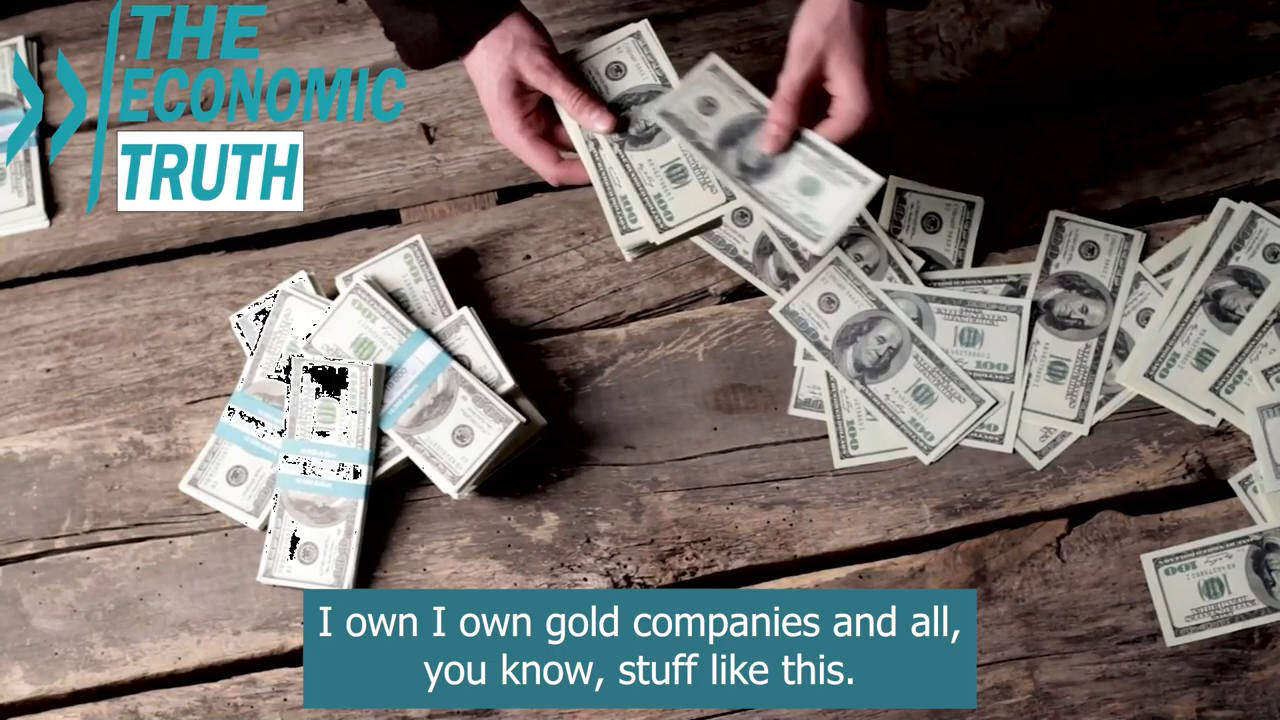 THE
ECONOMIC
TRUTH
I own I own gold companies and all,
you know, stuff like this.